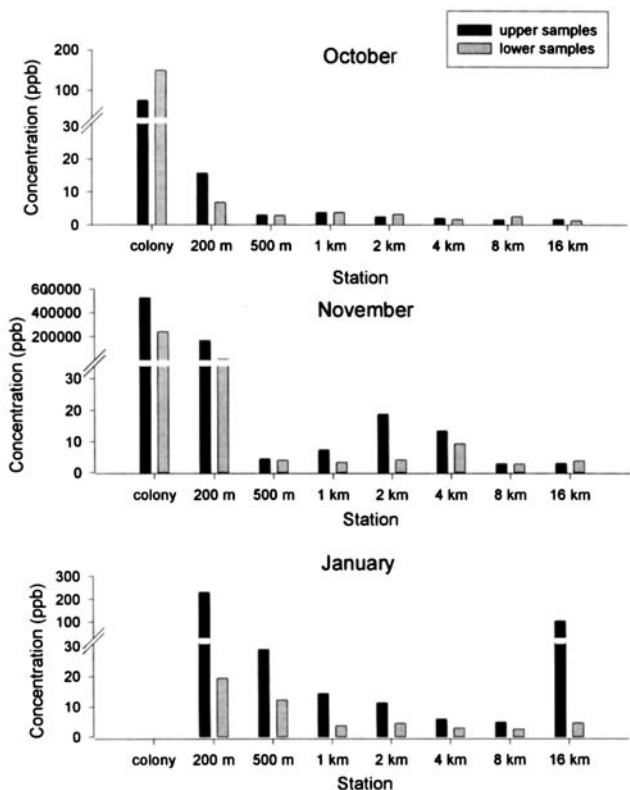 upper samples
lower samples
October
Concentration (ppb)
200
100
30
20
10
0
colony 200 m 500 m 1 km 2 km 4 km 8 km 16 km
Station
November
Concentration (ppb)
600000
400000
200000
30
20
10
0
colony 200 m 500 m 1 km 2 km 4 km 8 km 16 km
Station
January
Concentration (ppb)
300
200
100
30
20
10
0
colony 200 m 500 m 1 km 2 km 4 km 8 km 16 km
Station